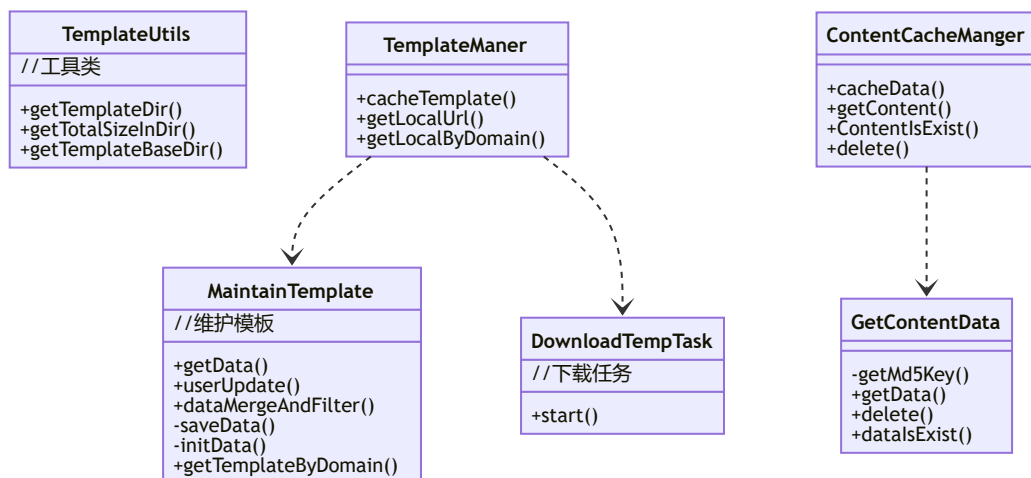 TemplateUtils
//工具类
+getTemplateDir()
+getTotalSizeInDir()
+getTemplateBaseDir()
TemplateManer
+cacheTemplate()
+getLocalUrl()
+getLocalByDomain()
ContentCacheManger
+cacheData()
+getContent()
+ContentIsExist()
+delete()
MaintainTemplate
//维护模板
+getData()
+userUpdate()
+dataMergeAndFilter()
-saveData()
-initData()
+getTemplateByDomain()
DownloadTempTask
//下载任务
+start()
GetContentData
-getMd5Key()
+getData()
+delete()
+dataIsExist()